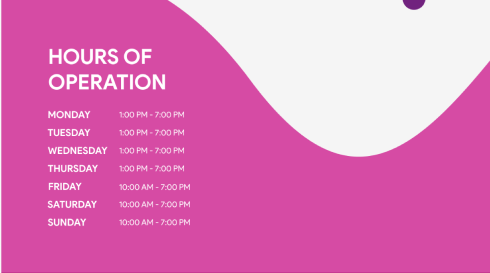 HOURS OF
OPERATION
MONDAY 1:00 PM - 7:00 PM
TUESDAY 1:00 PM - 7:00 PM
WEDNESDAY 1:00 PM - 7:00 PM
THURSDAY 1:00 PM - 7:00 PM
FRIDAY 10:00 AM - 7:00 PM
SATURDAY 10:00 AM - 7:00 PM
SUNDAY 10:00 AM - 7:00 PM